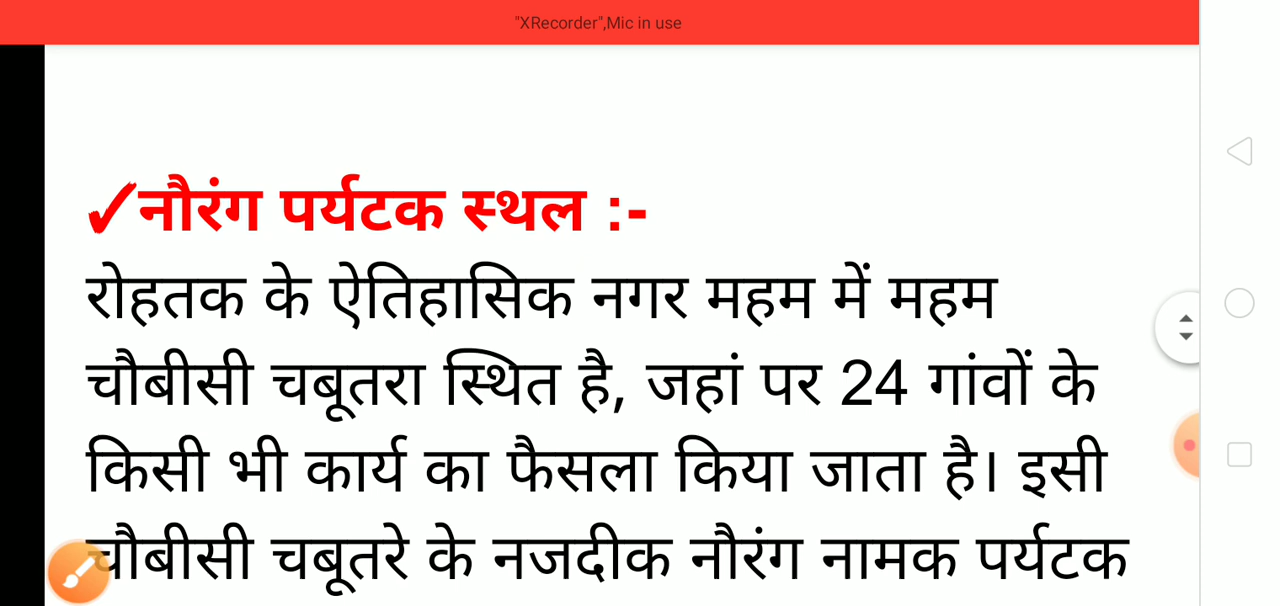 "XRecorder",Mic in use
✓नौरंग पर्यटक स्थल :-
रोहतक के ऐतिहासिक नगर महम में महम
चौबीसी चबूतरा स्थित है, जहां पर 24 गांवों के
किसी भी कार्य का फैसला किया जाता है। इसी
चौबीसी चबूतरे के नजदीक नौरंग नामक पर्यटक